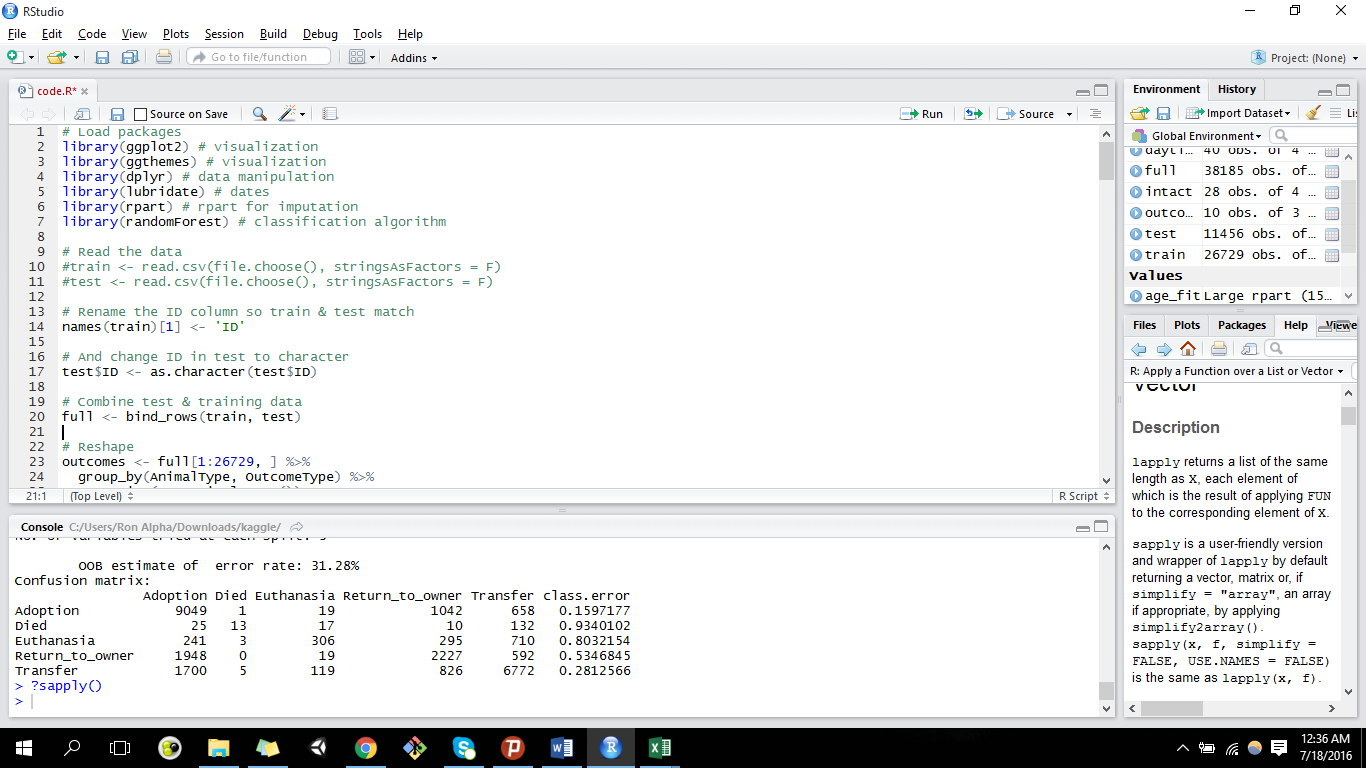 RStudio
File Edit Code View Plots Session Build Debug Tools Help
Go to file/function Addins Project: (None)
code.R*
Source on Save Run Source
1 # Load packages
2 library(ggplot2) # visualization
3 library(ggthemes) # visualization
4 library(dplyr) # data manipulation
5 library(lubridate) # dates
6 library(rpart) # rpart for imputation
7 library(randomForest) # classification algorithm
8
9 # Read the data
10 #train <- read.csv(file.choose(), stringsAsFactors = F)
11 #test <- read.csv(file.choose(), stringsAsFactors = F)
12
13 # Rename the ID column so train & test match
14 names(train)[1] <- 'ID'
15
16 # And change ID in test to character
17 test$ID <- as.character(test$ID)
18
19 # Combine test & training data
20 full <- bind_rows(train, test)
21
22 # Reshape
23 outcomes <- full[1:26729, ] %>%
24 group_by(AnimalType, OutcomeType) %>%
21:1 (Top Level) R Script
Console C:/Users/Ron Alpha/Downloads/kaggle/
No. of variables tried at each split: 3
OOB estimate of error rate: 31.28%
Confusion matrix:
Adoption Died Euthanasia Return_to_owner Transfer class.error
Adoption 9049 1 19 1042 658 0.1597177
Died 25 13 17 10 132 0.9340102
Euthanasia 241 3 306 295 710 0.8032154
Return_to_owner 1948 0 19 2227 592 0.5346845
Transfer 1700 5 119 826 6772 0.2812566
> ?sapply()
>
Environment History
Import Dataset Lis
Global Environment
40 obs. of 4 …
full 38185 obs. of…
intact 28 obs. of 4 …
outco… 10 obs. of 3 …
test 11456 obs. of…
train 26729 obs. of…
Values
age_fit Large rpart (15…
Files Plots Packages Help Viewe
R: Apply a Function over a List or Vector
Vector
Description
lapply returns a list of the same
length as X, each element of
which is the result of applying FUN
to the corresponding element of X.
sapply is a user-friendly version
and wrapper of lapply by default
returning a vector, matrix or, if
simplify = "array", an array
if appropriate, by applying
simplify2array().
sapply(x, f, simplify =
FALSE, USE.NAMES = FALSE)
is the same as lapply(x, f).
12:36 AM
7/18/2016